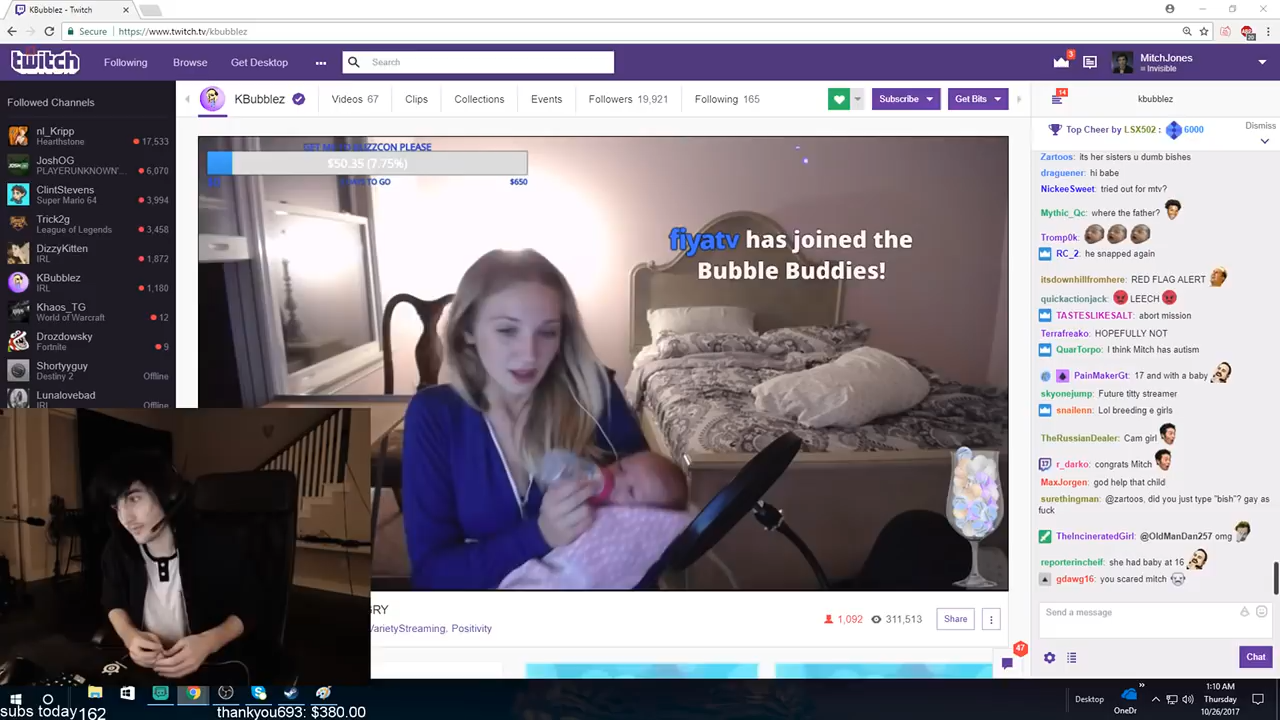 KBubblez - Twitch
Secure https://www.twitch.tv/kbubblez
twitch Following Browse Get Desktop ... Search 3 MitchJones
Invisible
Followed Channels
nl_Kripp
Hearthstone 17,533
JoshOG
PLAYERUNKNOWN'... 6,070
ClintStevens
Super Mario 64 3,994
Trick2g
League of Legends 3,458
DizzyKitten
IRL 1,872
KBubblez
IRL 1,180
Khaos_TG
World of Warcraft 12
Drozdowsky
Fortnite 9
Shortyyguy
Destiny 2 Offline
Lunalovebad
IRL Offline
KBubblez Videos 67 Clips Collections Events Followers 19,921 Following 165 Subscribe Get Bits
PLEASE
$50.35 (7.75%)
TO GO $650
fiyatv has joined the
Bubble Buddies!
GRY
VarietyStreaming, Positivity
1,092 311,513 Share
47
14 kbubblez
Top Cheer by LSX502 : 6000 Dismiss
Zartoos: its her sisters u dumb bishes
draguener: hi babe
NickeeSweet: tried out for mtv?
Mythic_Qc: where the father?
Tromp0k:
RC_2: he snapped again
itsdownhillfromhere: RED FLAG ALERT
quickactionjack: LEECH
TASTESLIKESALT: abort mission
Terrafreako: HOPEFULLY NOT
QuarTorpo: I think Mitch has autism
PainMakerGt: 17 and with a baby
skyonejump: Future titty streamer
snailenn: Lol breeding e girls
TheRussianDealer: Cam girl
r_darko: congrats Mitch
MaxJorgen: god help that child
surethingman: @zartoos, did you just type "bish"? gay as
fuck
TheIncineratedGirl: @OldManDan257 omg
reporterincheif: she had baby at 16
gdawg16: you scared mitch
Send a message
Chat
subs today 162 thankyou693: $380.00
Desktop OneDr
1:10 AM
Thursday
10/26/2017